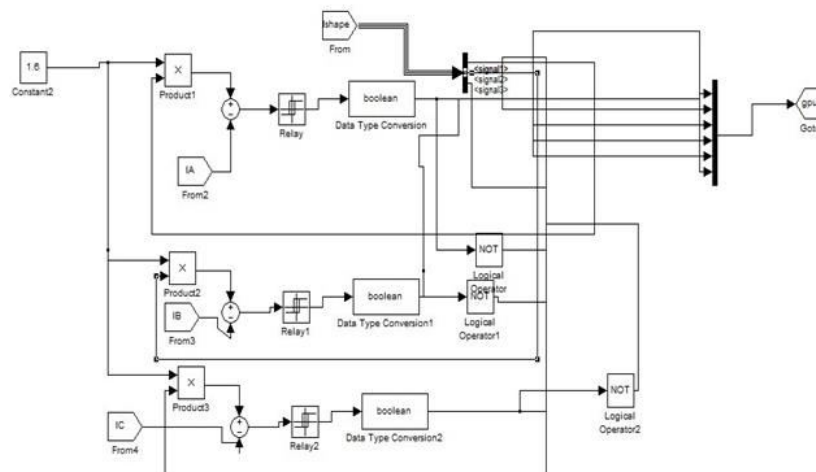 Ishape
From
1.6
Constant2
X
Product1
+
−
Relay
boolean
Data Type Conversion
<signal1>
<signal2>
<signal3>
IA
From2
X
Product2
+
−
IB
From3
Relay1
boolean
Data Type Conversion1
NOT
Logical
Operator
NOT
Logical
Operator1
X
Product3
+
−
IC
From4
Relay2
boolean
Data Type Conversion2
NOT
Logical
Operator2